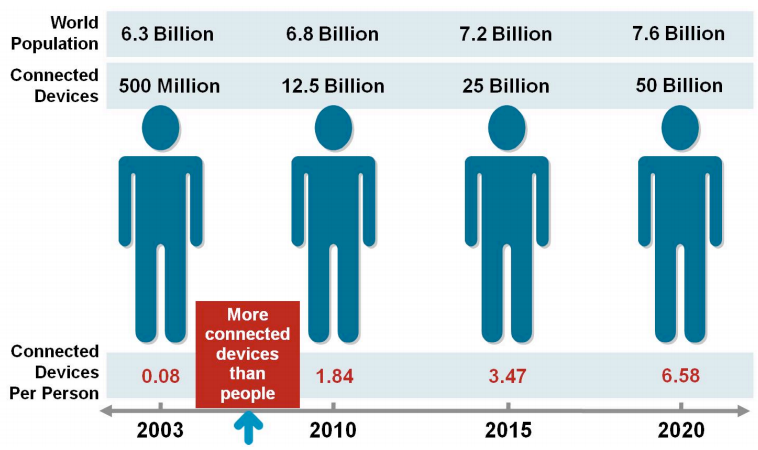 World
Population
6.3 Billion 6.8 Billion 7.2 Billion 7.6 Billion
Connected
Devices
500 Million 12.5 Billion 25 Billion 50 Billion
More
connected
devices
than
people
Connected
Devices
Per Person
0.08 1.84 3.47 6.58
2003 2010 2015 2020